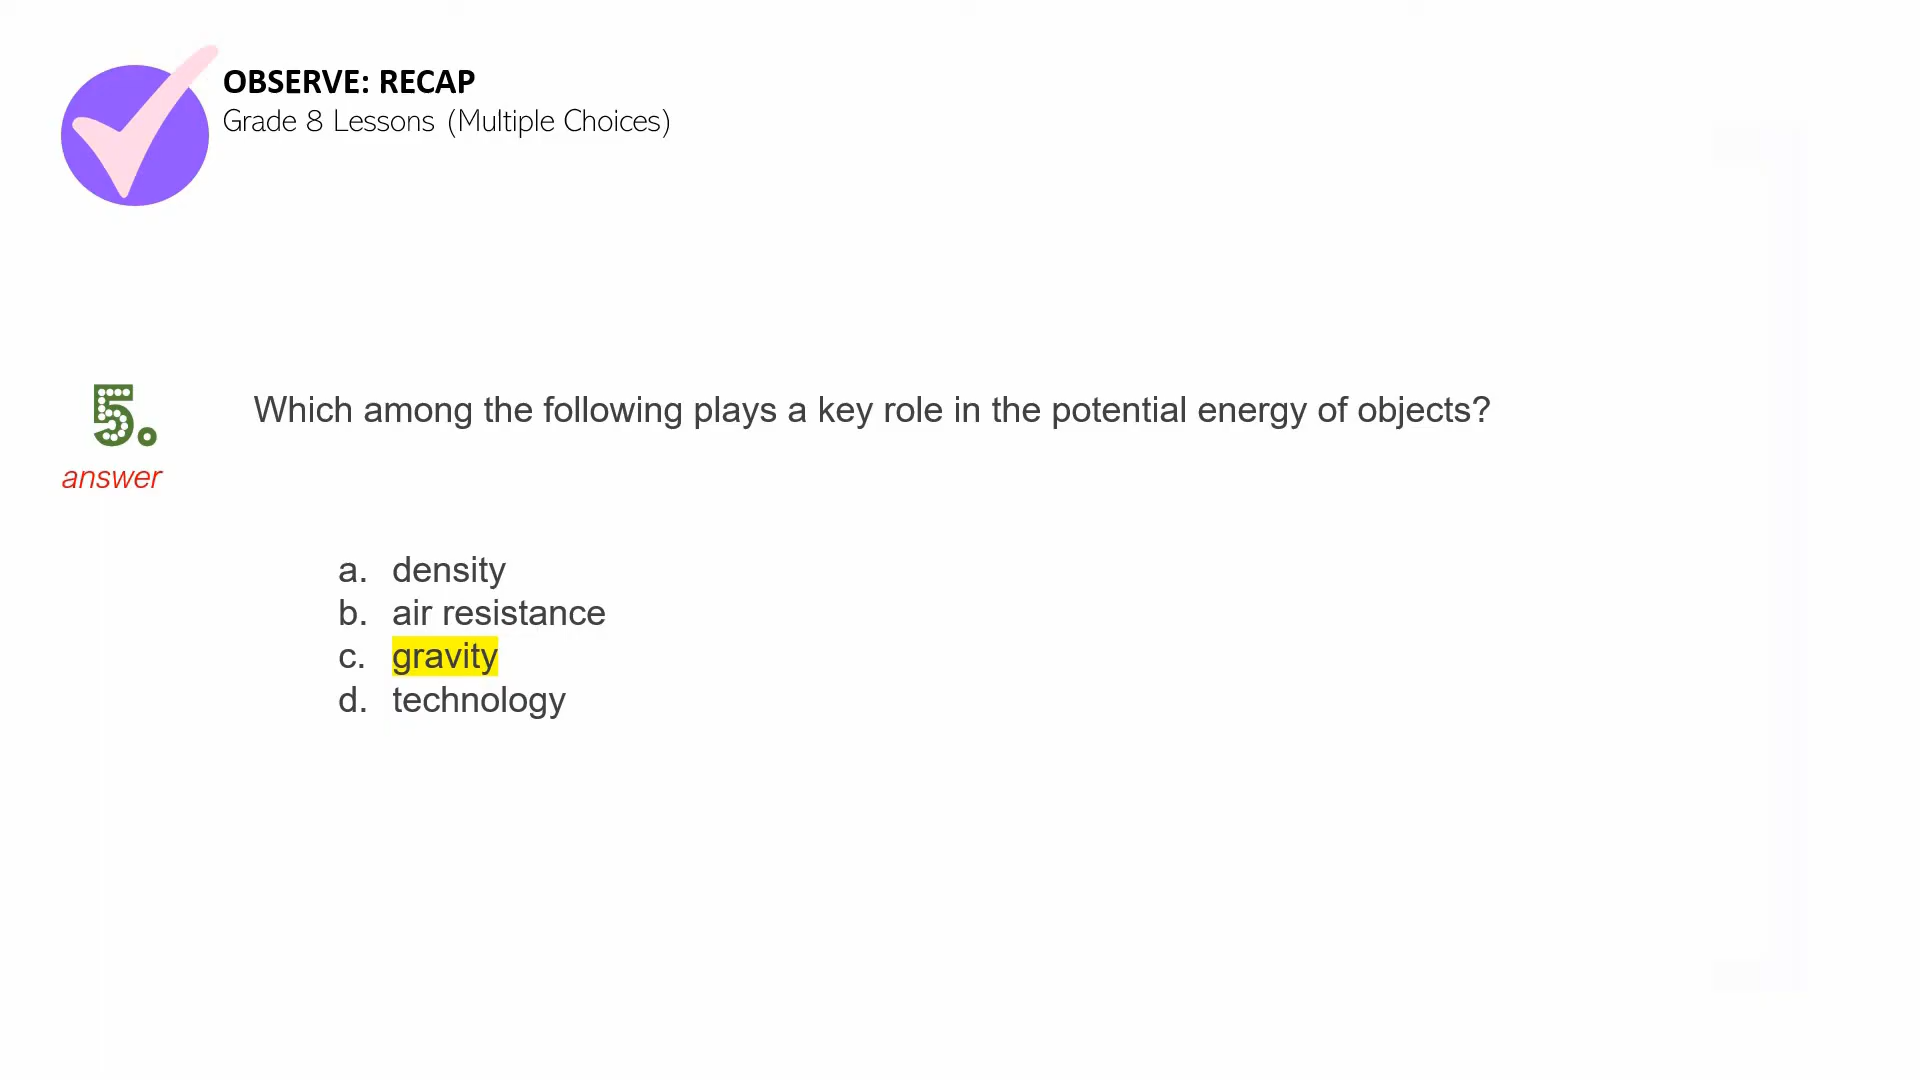 OBSERVE: RECAP
Grade 8 Lessons (Multiple Choices)
5.
answer
Which among the following plays a key role in the potential energy of objects?
a. density
b. air resistance
c. gravity
d. technology